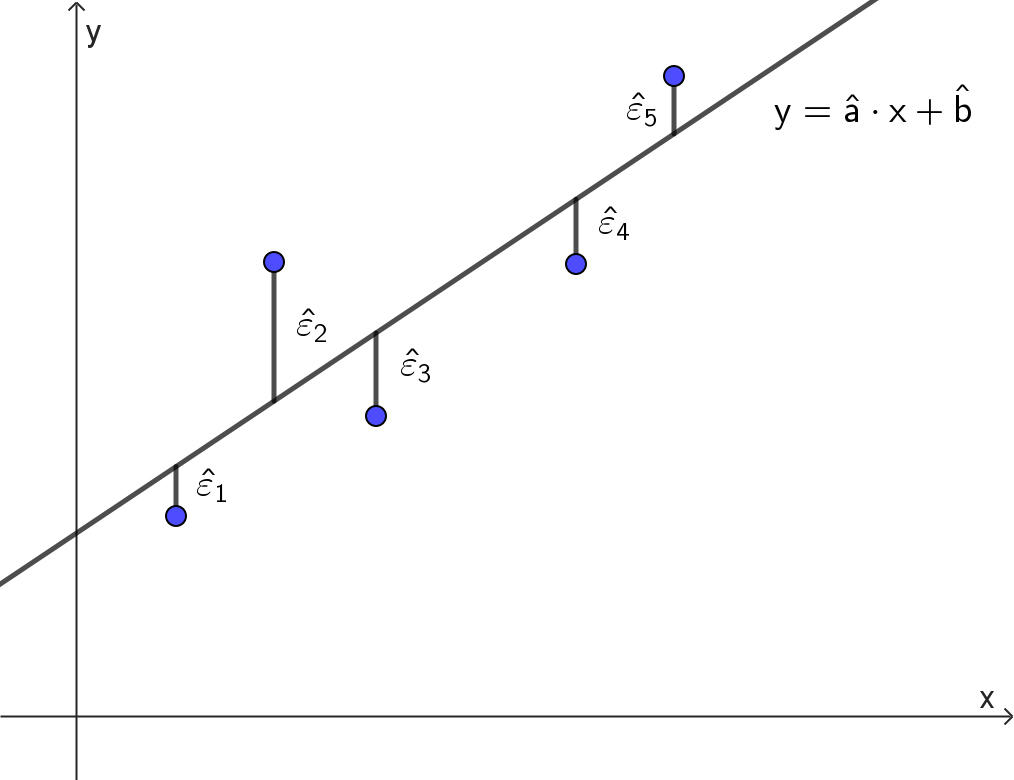 y
ε̂₅
y = â · x + b̂
ε̂₄
ε̂₂
ε̂₃
ε̂₁
x